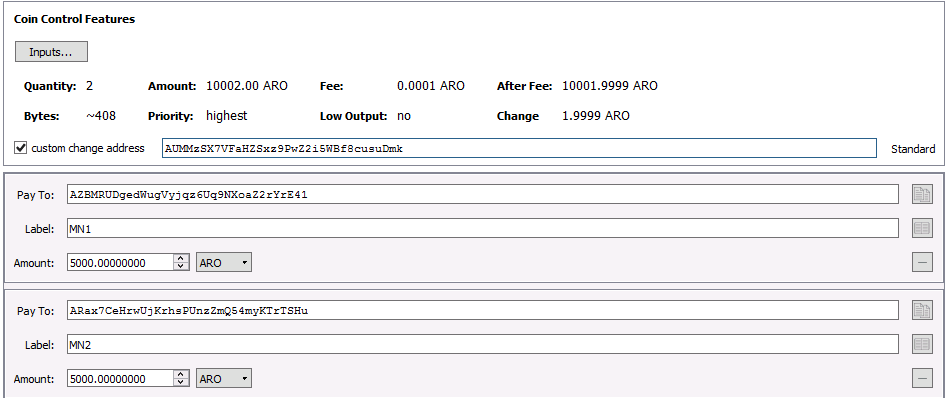 Coin Control Features
Inputs...
Quantity: 2 Amount: 10002.00 ARO Fee: 0.0001 ARO After Fee: 10001.9999 ARO
Bytes: ~408 Priority: highest Low Output: no Change 1.9999 ARO
custom change address AUMMzSX7VFaHZSxz9PwZ2i5WBf8cusuDmk Standard
Pay To: AZBMRUDgedWugVyjqz6Uq9NXoaZ2rYrE41
Label: MN1
Amount: 5000.00000000 ARO
Pay To: ARax7CeHrwUjKrhsPUnzZmQ54myKTrTSHu
Label: MN2
Amount: 5000.00000000 ARO